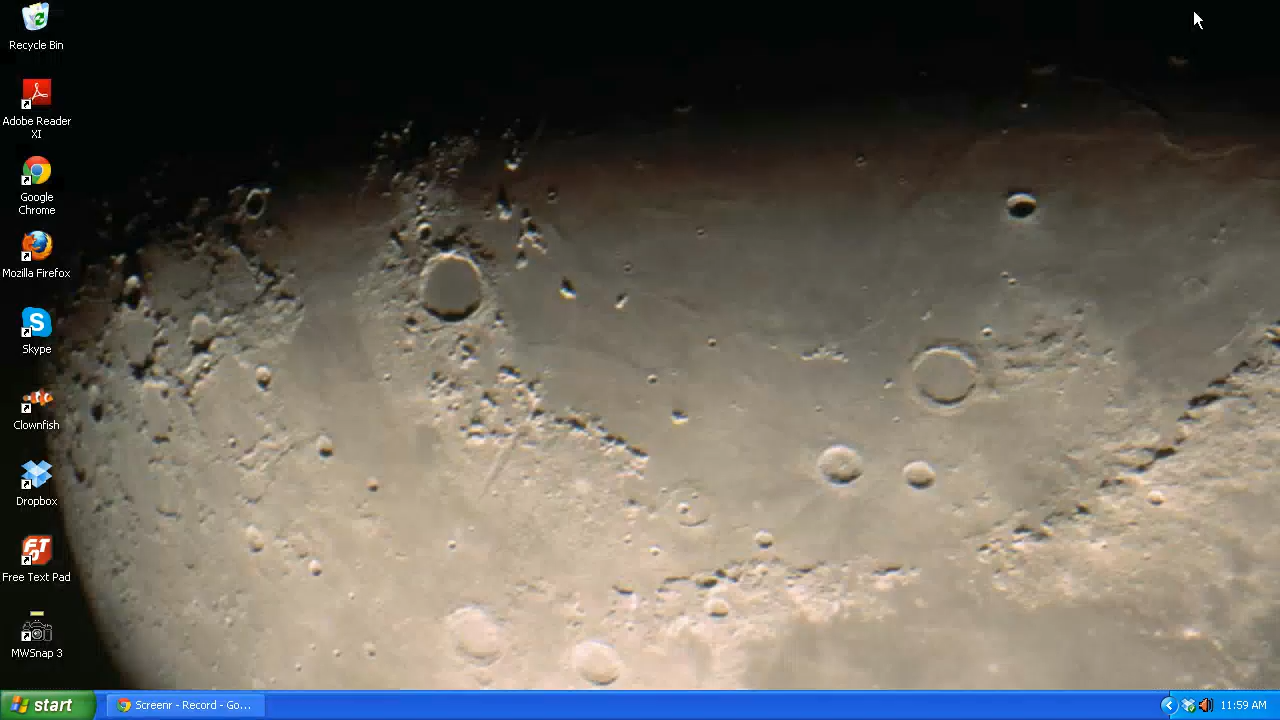 Recycle Bin
Adobe Reader
XI
Google
Chrome
Mozilla Firefox
Skype
Clownfish
Dropbox
Free Text Pad
MWSnap 3
start
Screenr - Record - Go...
11:59 AM